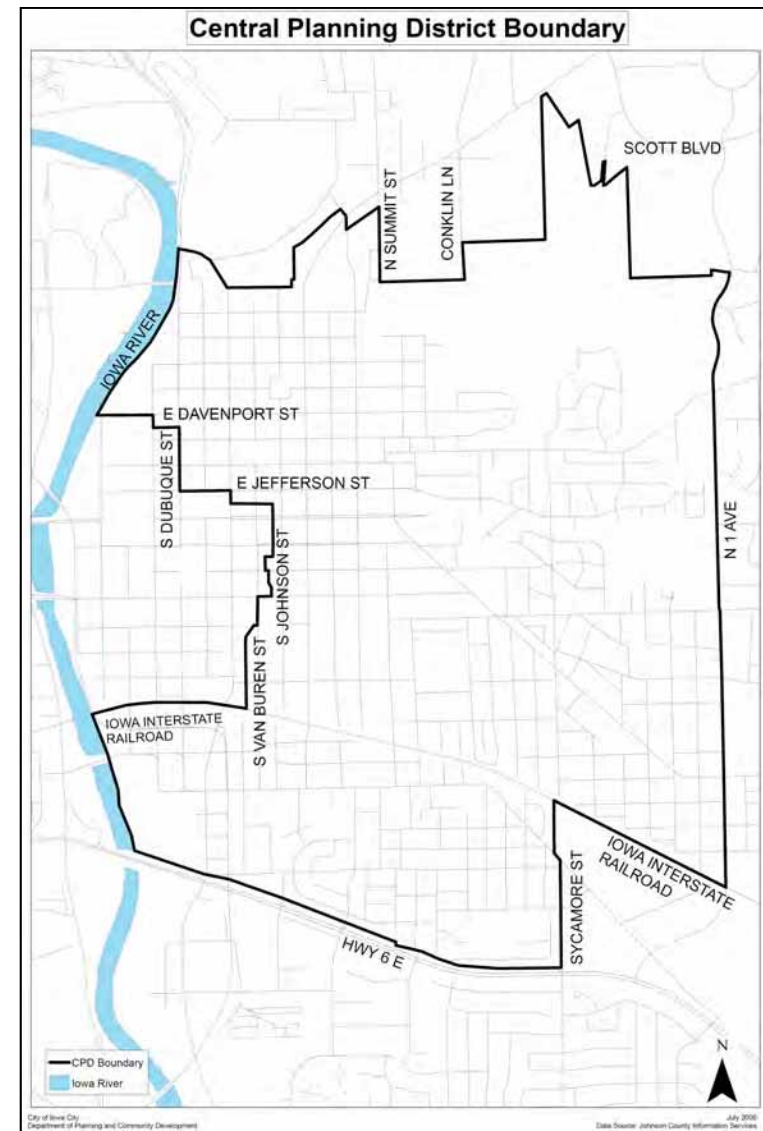 Central Planning District Boundary
SCOTT BLVD
N SUMMIT ST
CONKLIN LN
IOWA RIVER
E DAVENPORT ST
S DUBUQUE ST
E JEFFERSON ST
S JOHNSON ST
N 1 AVE
S VAN BUREN ST
IOWA INTERSTATE
RAILROAD
IOWA INTERSTATE
RAILROAD
SYCAMORE ST
HWY 6 E
N
CPD Boundary
Iowa River
City of Iowa City
Department of Planning and Community Development
July 2006
Data Source: Johnson County Information Services